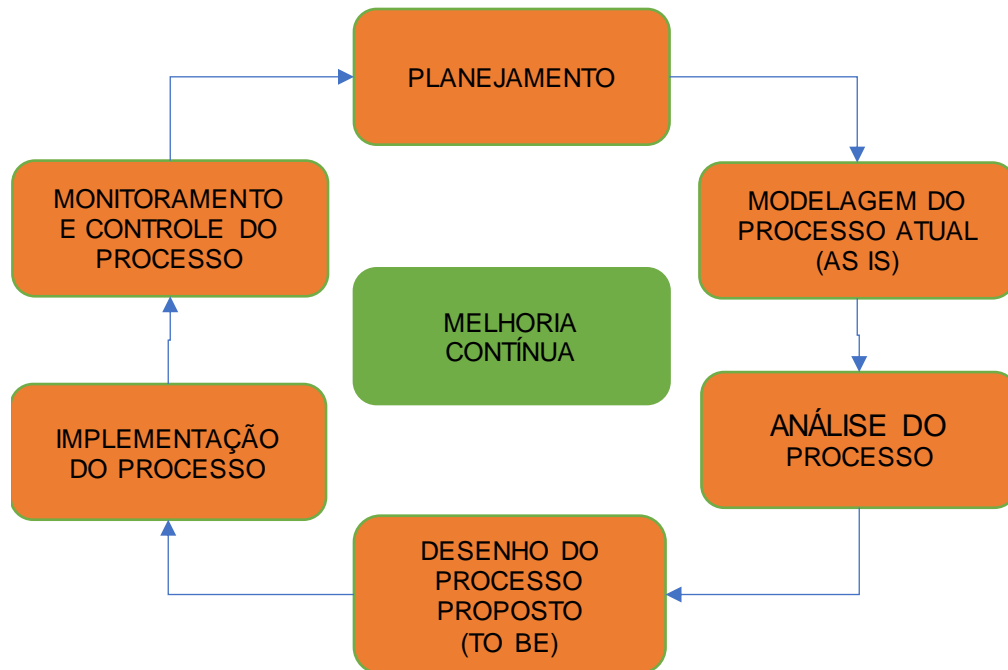 PLANEJAMENTO
MODELAGEM DO
PROCESSO ATUAL
(AS IS)
ANÁLISE DO
PROCESSO
DESENHO DO
PROCESSO
PROPOSTO
(TO BE)
IMPLEMENTAÇÃO
DO PROCESSO
MONITORAMENTO
E CONTROLE DO
PROCESSO
MELHORIA
CONTÍNUA